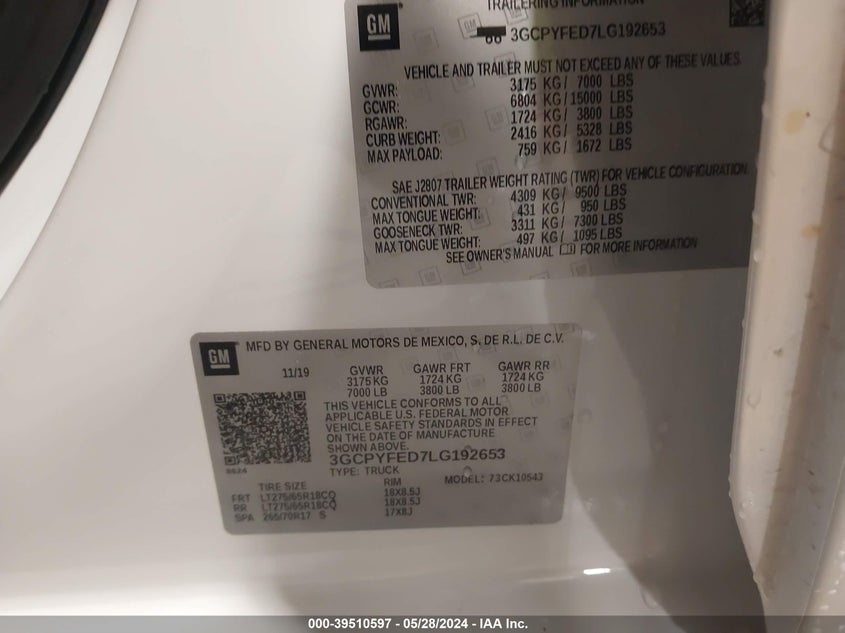 TRAILERING INFORMATION
GM
3GCPYFED7LG192653
VEHICLE AND TRAILER MUST NOT EXCEED ANY OF THESE VALUES.
GVWR: 3175 KG / 7000 LBS
GCWR: 6804 KG / 15000 LBS
RGAWR: 1724 KG / 3800 LBS
CURB WEIGHT: 2416 KG / 5328 LBS
MAX PAYLOAD: 759 KG / 1672 LBS
SAE J2807 TRAILER WEIGHT RATING (TWR) FOR VEHICLE CONFIGURATION.
CONVENTIONAL TWR: 4309 KG / 9500 LBS
MAX TONGUE WEIGHT: 431 KG / 950 LBS
GOOSENECK TWR: 3311 KG / 7300 LBS
MAX TONGUE WEIGHT: 497 KG / 1095 LBS
SEE OWNER'S MANUAL FOR MORE INFORMATION
GM
MFD BY GENERAL MOTORS DE MEXICO, S. DE R.L. DE C.V.
11/19 GVWR GAWR FRT GAWR RR
3175 KG 1724 KG 1724 KG
7000 LB 3800 LB 3800 LB
THIS VEHICLE CONFORMS TO ALL
APPLICABLE U.S. FEDERAL MOTOR
VEHICLE SAFETY STANDARDS IN EFFECT
ON THE DATE OF MANUFACTURE
SHOWN ABOVE.
3GCPYFED7LG192653
TYPE: TRUCK MODEL: 73CK10543
TIRE SIZE RIM
FRT LT275/65R18CQ 18X8.5J
RR LT275/65R18CQ 18X8.5J
SPA 265/70R17 S 17X8J
000-39510597 - 05/28/2024 - IAA Inc.